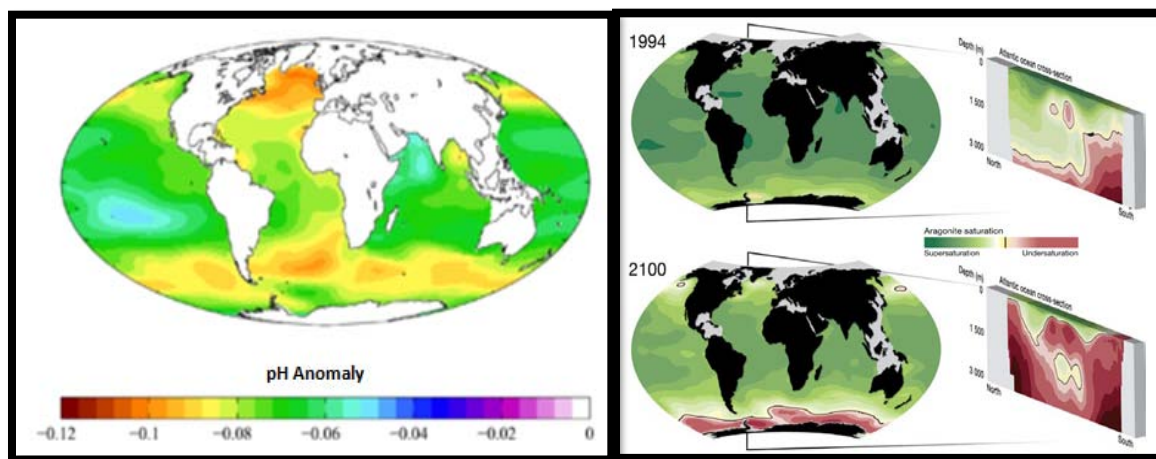 pH Anomaly
−0.12 −0.1 −0.08 −0.06 −0.04 −0.02 0
1994
Depth (m)
0
Atlantic ocean cross-section
1 500
3 000
North
South
Aragonite saturation
Supersaturation Undersaturation
2100
Depth (m)
0
Atlantic ocean cross-section
1 500
3 000
North
South